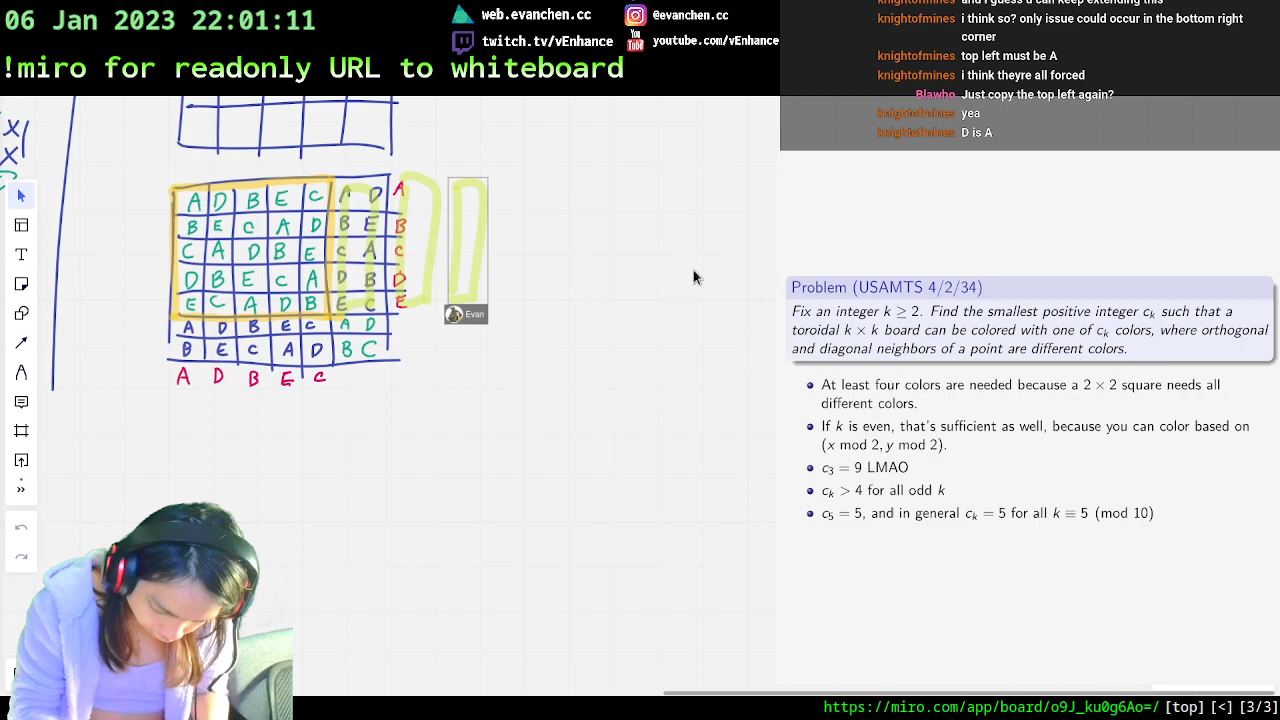 06 Jan 2023 22:01:11
!miro for readonly URL to whiteboard
web.evanchen.cc
@evanchen.cc
twitch.tv/vEnhance
youtube.com/vEnhance
knightofmines i think so? only issue could occur in the bottom right
corner
knightofmines top left must be A
knightofmines i think theyre all forced
Blawho Just copy the top left again?
knightofmines yea
knightofmines D is A
X
X
A D B E C A D A
B E C A D B E B
C A D B E C A C
D B E C A D B D
E C A D B E C E
A D B E C A D
B E C A D B C
A D B E C
Evan
Problem (USAMTS 4/2/34)
Fix an integer k ≥ 2. Find the smallest positive integer c_k such that a
toroidal k × k board can be colored with one of c_k colors, where orthogonal
and diagonal neighbors of a point are different colors.
• At least four colors are needed because a 2 × 2 square needs all
different colors.
• If k is even, that's sufficient as well, because you can color based on
(x mod 2, y mod 2).
• c_3 = 9 LMAO
• c_k > 4 for all odd k
• c_5 = 5, and in general c_k = 5 for all k ≡ 5 (mod 10)
https://miro.com/app/board/o9J_ku0g6Ao=/ [top] [<] [3/3]